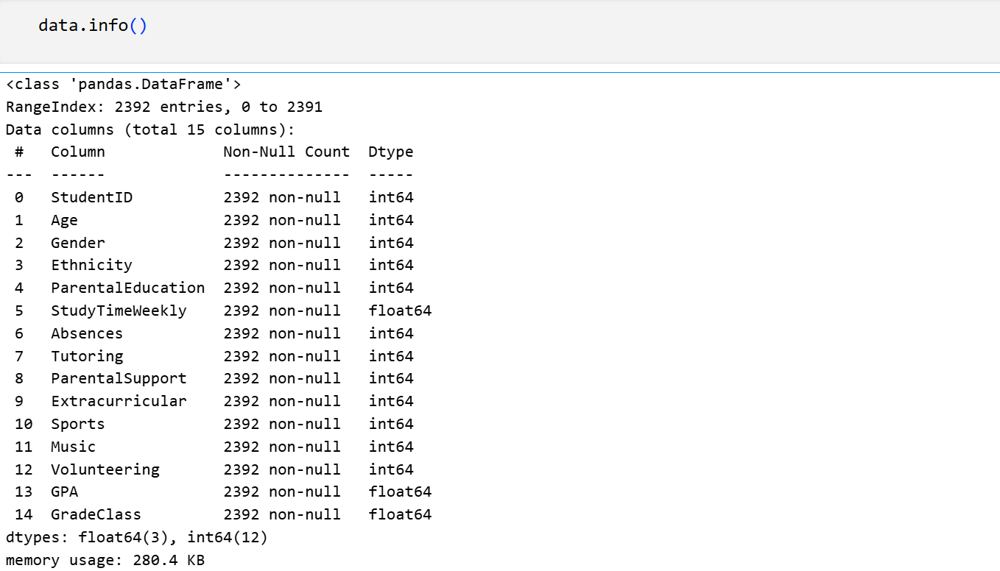 data.info()
<class 'pandas.DataFrame'>
RangeIndex: 2392 entries, 0 to 2391
Data columns (total 15 columns):
 #   Column             Non-Null Count  Dtype
---  ------             --------------  -----
 0   StudentID          2392 non-null   int64
 1   Age                2392 non-null   int64
 2   Gender             2392 non-null   int64
 3   Ethnicity          2392 non-null   int64
 4   ParentalEducation  2392 non-null   int64
 5   StudyTimeWeekly    2392 non-null   float64
 6   Absences           2392 non-null   int64
 7   Tutoring           2392 non-null   int64
 8   ParentalSupport    2392 non-null   int64
 9   Extracurricular    2392 non-null   int64
 10  Sports             2392 non-null   int64
 11  Music              2392 non-null   int64
 12  Volunteering       2392 non-null   int64
 13  GPA                2392 non-null   float64
 14  GradeClass         2392 non-null   float64
dtypes: float64(3), int64(12)
memory usage: 280.4 KB